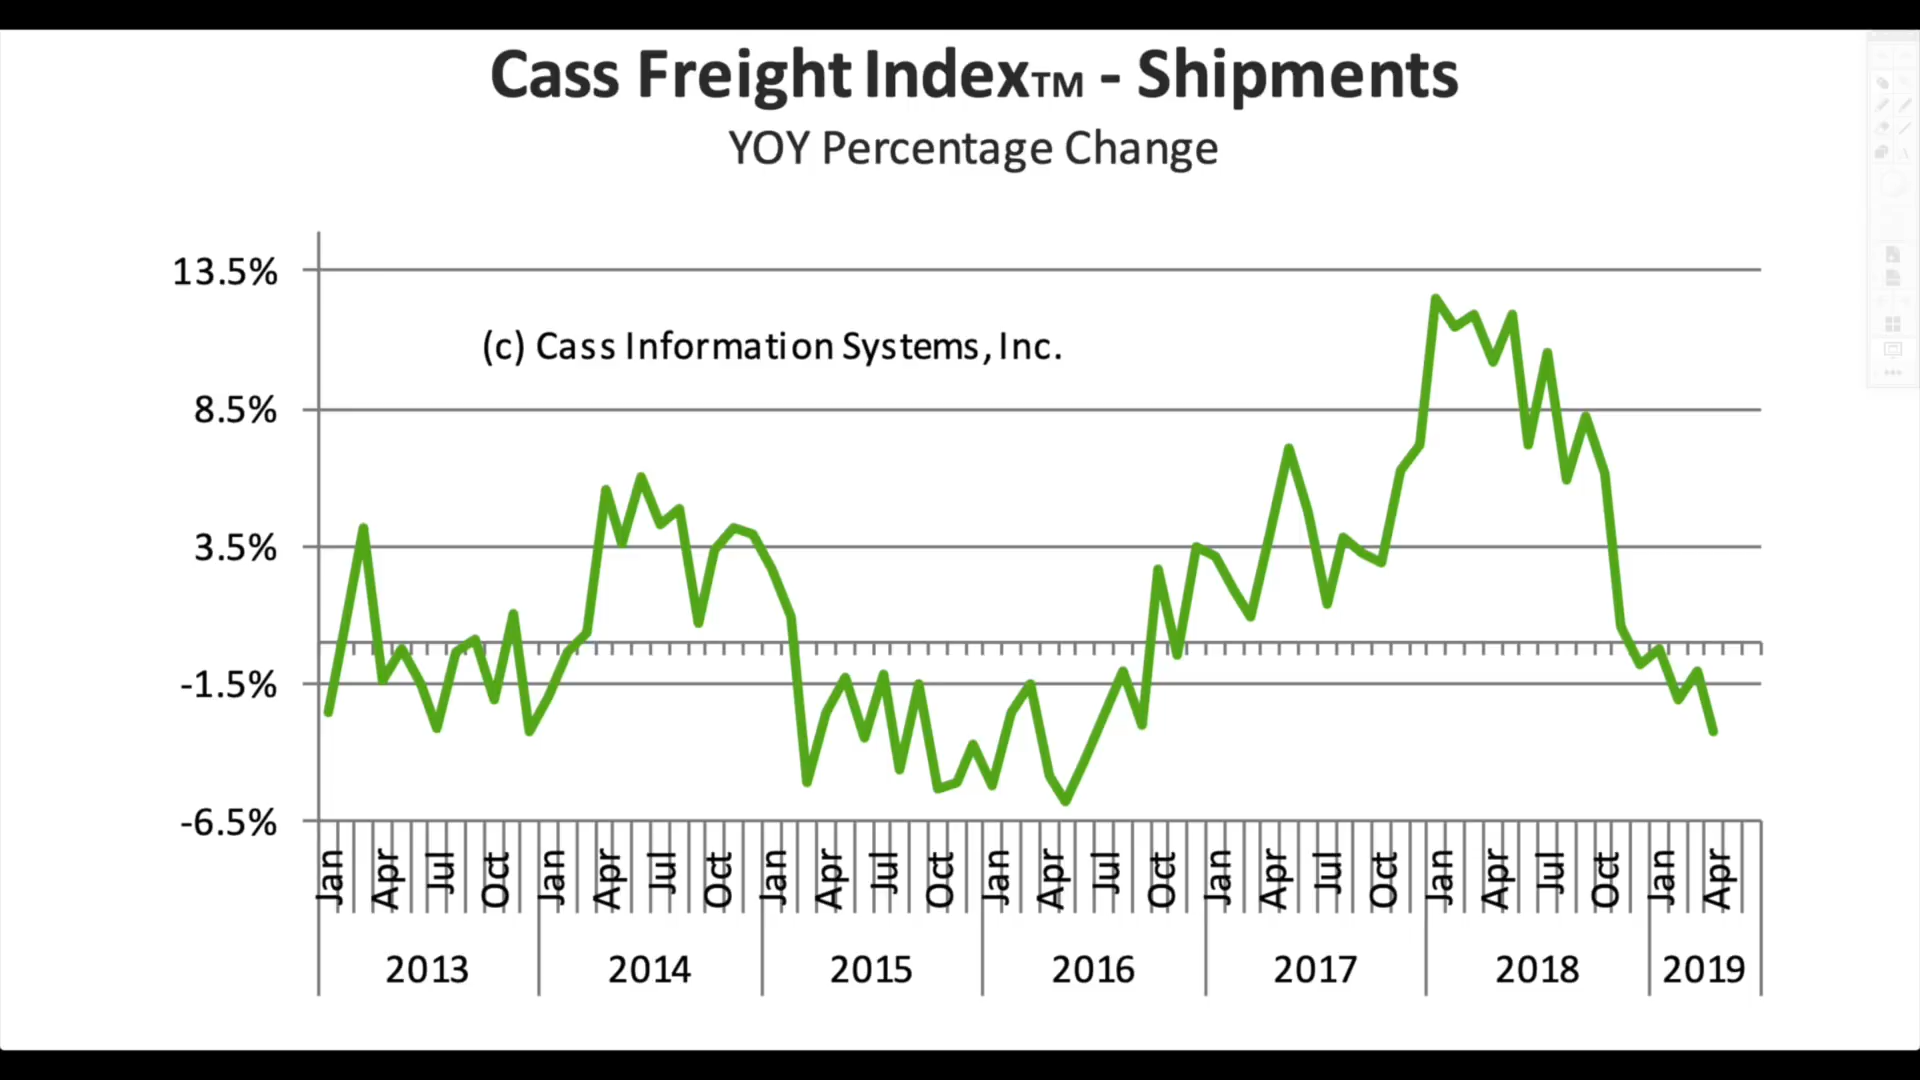 Cass Freight Index™ - Shipments
YOY Percentage Change
13.5%
(c) Cass Information Systems, Inc.
8.5%
3.5%
-1.5%
-6.5%
Jan Apr Jul Oct Jan Apr Jul Oct Jan Apr Jul Oct Jan Apr Jul Oct Jan Apr Jul Oct Jan Apr Jul Oct Jan Apr
2013 2014 2015 2016 2017 2018 2019